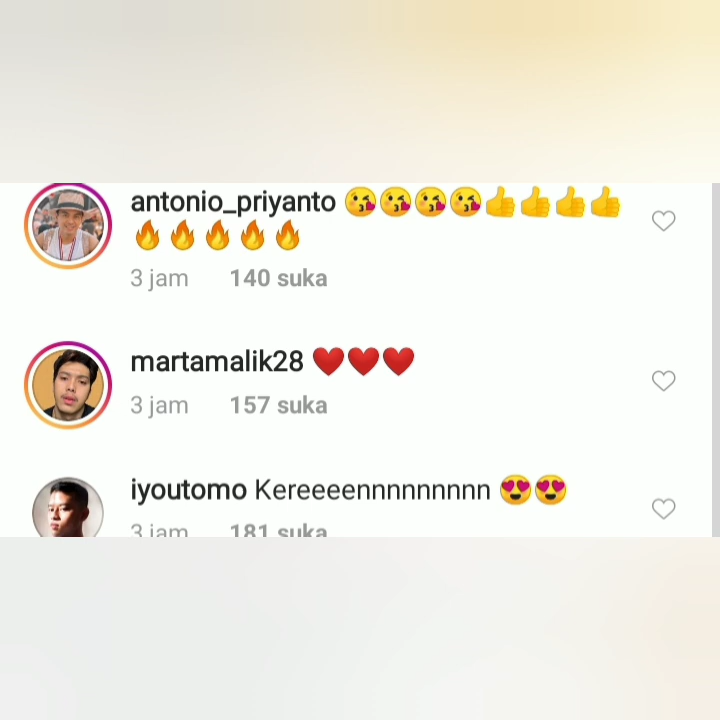 antonio_priyanto 😘😘😘😘👍👍👍👍
🔥🔥🔥🔥🔥
3 jam 140 suka
martamalik28 ❤️❤️❤️
3 jam 157 suka
iyoutomo Kereeeennnnnnnnn 😍😍
3 jam 181 suka